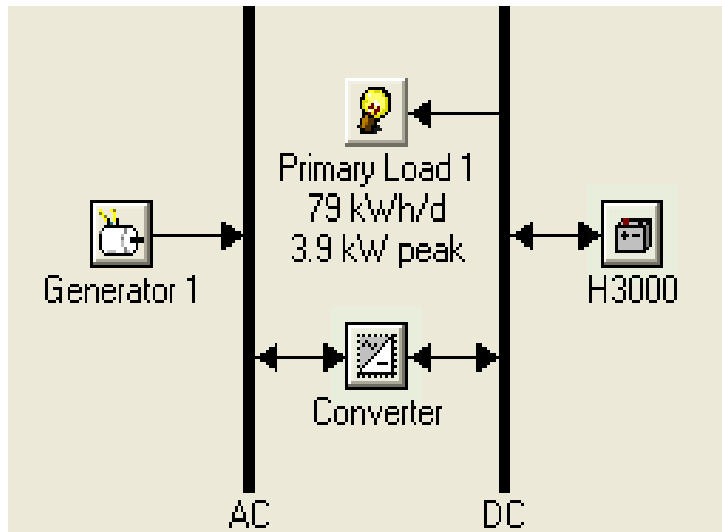 Primary Load 1
79 kWh/d
3.9 kW peak
Generator 1
H3000
Converter
AC
DC